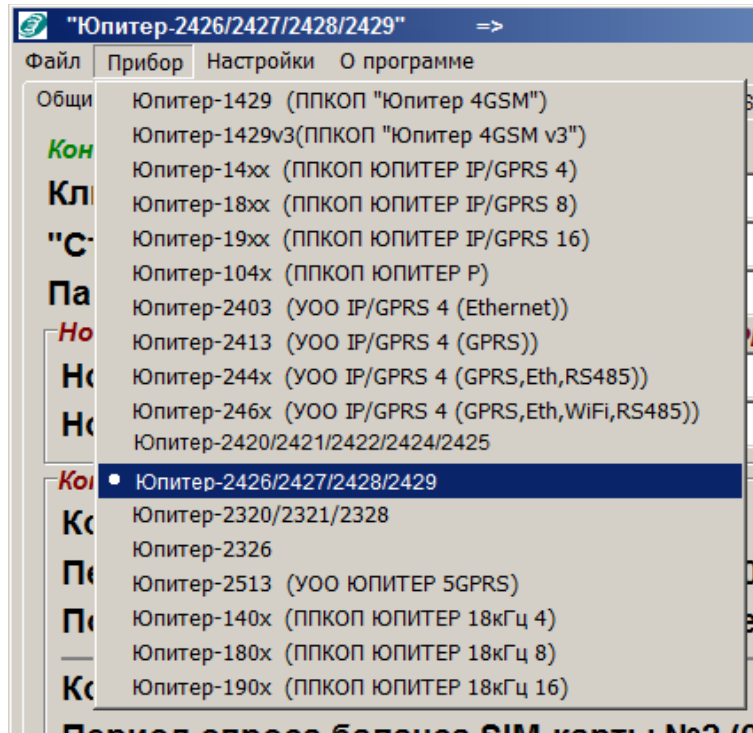 "Юпитер-2426/2427/2428/2429" =>
Файл Прибор Настройки О программе
Юпитер-1429 (ППКОП "Юпитер 4GSM")
Юпитер-1429v3(ППКОП "Юпитер 4GSM v3")
Юпитер-14xx (ППКОП ЮПИТЕР IP/GPRS 4)
Юпитер-18xx (ППКОП ЮПИТЕР IP/GPRS 8)
Юпитер-19xx (ППКОП ЮПИТЕР IP/GPRS 16)
Юпитер-104x (ППКОП ЮПИТЕР Р)
Юпитер-2403 (УОО IP/GPRS 4 (Ethernet))
Юпитер-2413 (УОО IP/GPRS 4 (GPRS))
Юпитер-244x (УОО IP/GPRS 4 (GPRS,Eth,RS485))
Юпитер-246x (УОО IP/GPRS 4 (GPRS,Eth,WiFi,RS485))
Юпитер-2420/2421/2422/2424/2425
Юпитер-2426/2427/2428/2429
Юпитер-2320/2321/2328
Юпитер-2326
Юпитер-2513 (УОО ЮПИТЕР 5GPRS)
Юпитер-140x (ППКОП ЮПИТЕР 18кГц 4)
Юпитер-180x (ППКОП ЮПИТЕР 18кГц 8)
Юпитер-190x (ППКОП ЮПИТЕР 18кГц 16)